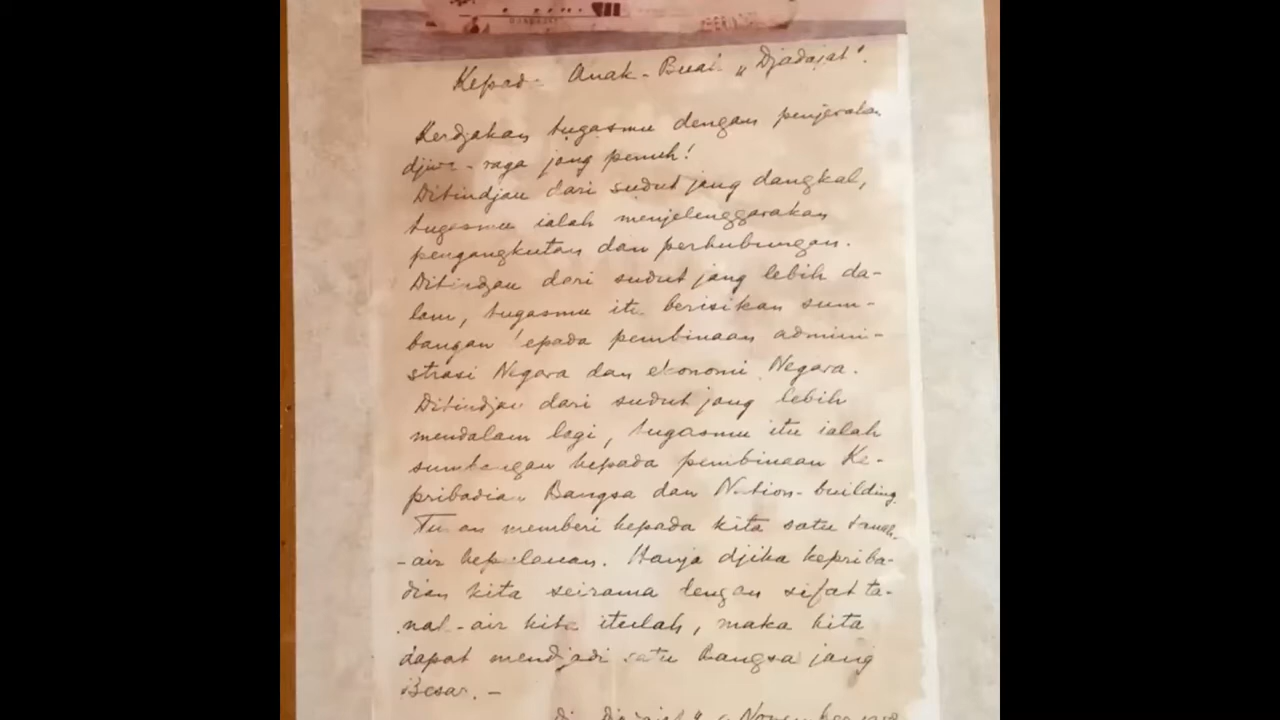 Kepad Anak-Buai „Djadajat".
Kerdjakan tugasmu dengan penjerahan
djiwa-raga jang penuh!
Ditindjau dari sudut jang dangkal,
tugasmu ialah menjelenggarakan
pengangkutan dan perhubungan.
Ditindjau dari sudut jang lebih da-
lam, tugasmu itu berisikan sum-
bangan kepada pembinaan admini-
strasi Negara dan ekonomi Negara.
Ditindjau dari sudut jang lebih
mendalam lagi, tugasmu itu ialah
sumbangan kepada pembinaan Ke-
pribadian Bangsa dan Nation-building.
Tuhan memberi kepada kita satu tanah-
-air kepulauan. Hanja djika kepriba-
dian kita seirama dengan sifat ta-
nah-air kita itulah, maka kita
dapat mendjadi satu Bangsa jang
Besar. —
November